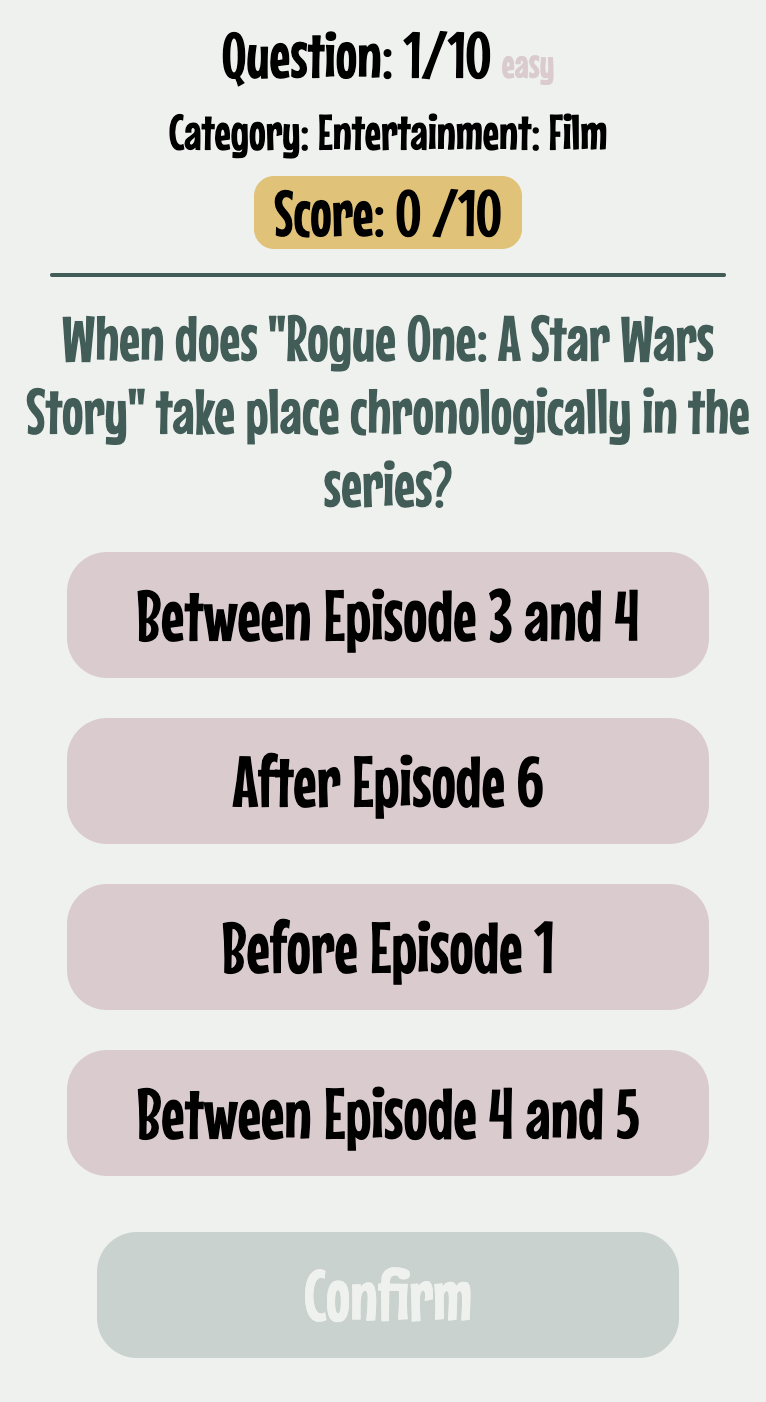 Question: 1/10 easy
Category: Entertainment: Film
Score: 0 /10
When does "Rogue One: A Star Wars
Story" take place chronologically in the
series?
Between Episode 3 and 4
After Episode 6
Before Episode 1
Between Episode 4 and 5
Confirm